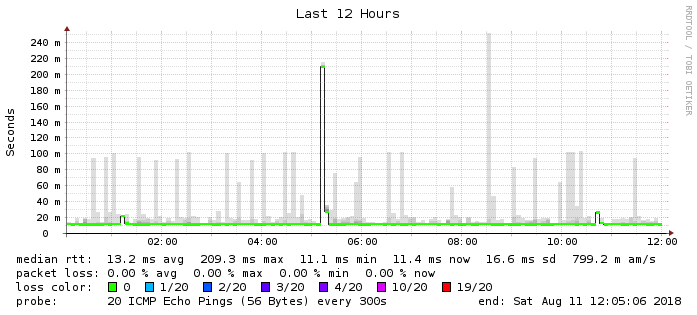 Last 12 Hours
RRDTOOL / TOBI OETIKER
Seconds
240 m
220 m
200 m
180 m
160 m
140 m
120 m
100 m
80 m
60 m
40 m
20 m
0
02:00 04:00 06:00 08:00 10:00 12:00
median rtt: 13.2 ms avg 209.3 ms max 11.1 ms min 11.4 ms now 16.6 ms sd 799.2 m am/s
packet loss: 0.00 % avg 0.00 % max 0.00 % min 0.00 % now
loss color: 0 1/20 2/20 3/20 4/20 10/20 19/20
probe: 20 ICMP Echo Pings (56 Bytes) every 300s end: Sat Aug 11 12:05:06 2018